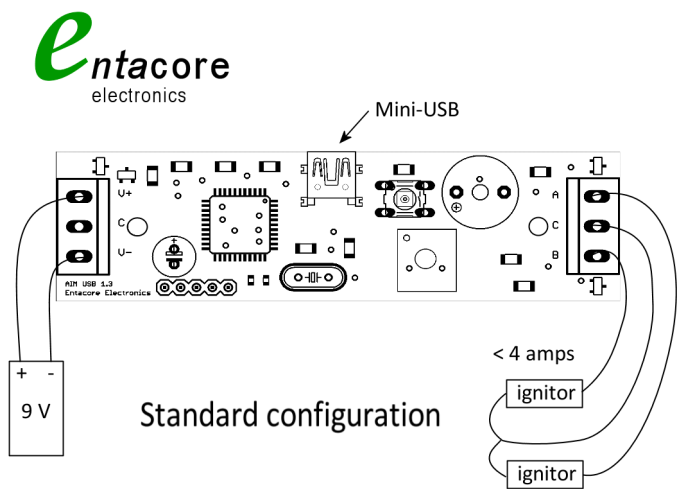 entacore
electronics
Mini-USB
V+
C
V-
A
C
B
+
AIM USB 1.3
Entacore Electronics
+
< 4 amps
+ -
9 V
ignitor
Standard configuration
ignitor